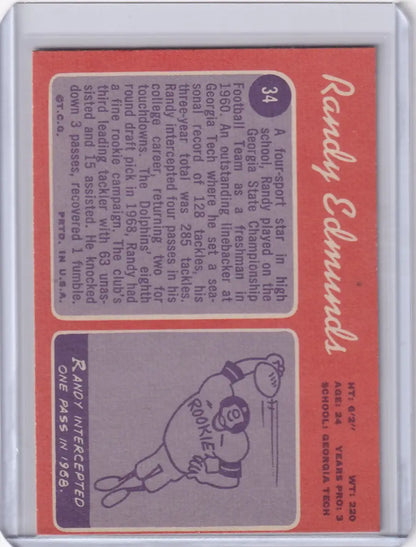 34
Randy Edmunds
HT: 6'2" WT: 220
AGE: 24 YEARS PRO: 3
SCHOOL: GEORGIA TECH
A four-sport star in high
school, Randy played on the
Georgia State Championship
Football Team as a freshman in
1960. An outstanding linebacker at
Georgia Tech where he set a sea-
sonal record of 128 tackles, his
three-year total was 285 tackles.
Randy intercepted four passes in his
college career, returning two for
touchdowns. The Dolphins' eighth
round draft pick in 1968, Randy had
a fine rookie campaign. The club's
third leading tackler with 63 unas-
sisted and 15 assisted. He knocked
down 3 passes, recovered 1 fumble.
©T.C.G. PRTD. IN U.S.A.
ROOKIE
RANDY INTERCEPTED
ONE PASS IN 1968.